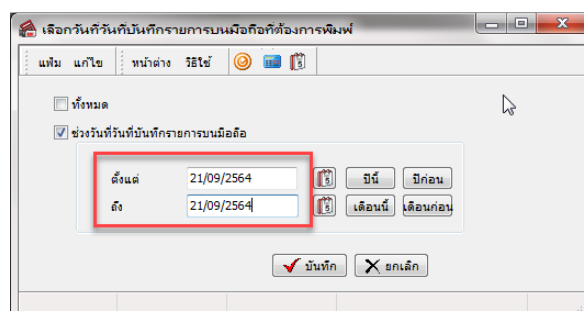 เลือกวันที่วันที่บันทึกรายการบนมือถือที่ต้องการพิมพ์
แฟ้ม แก้ไข หน้าต่าง วิธีใช้
ทั้งหมด
ช่วงวันที่วันที่บันทึกรายการบนมือถือ
ตั้งแต่ 21/09/2564 ปีนี้ ปีก่อน
ถึง 21/09/2564 เดือนนี้ เดือนก่อน
บันทึก ยกเลิก